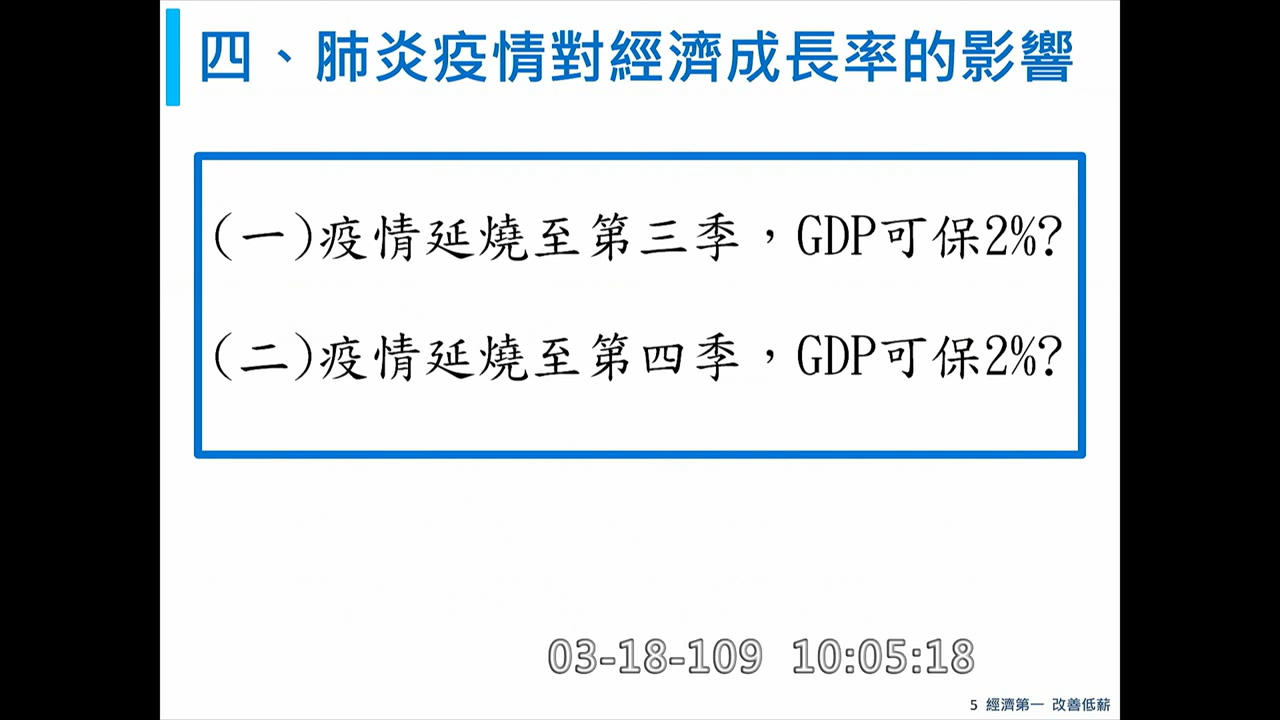 四、肺炎疫情對經濟成長率的影響
(一)疫情延燒至第三季，GDP可保2%?
(二)疫情延燒至第四季，GDP可保2%?
03-18-109 10:05:18
5 經濟第一 改善低薪